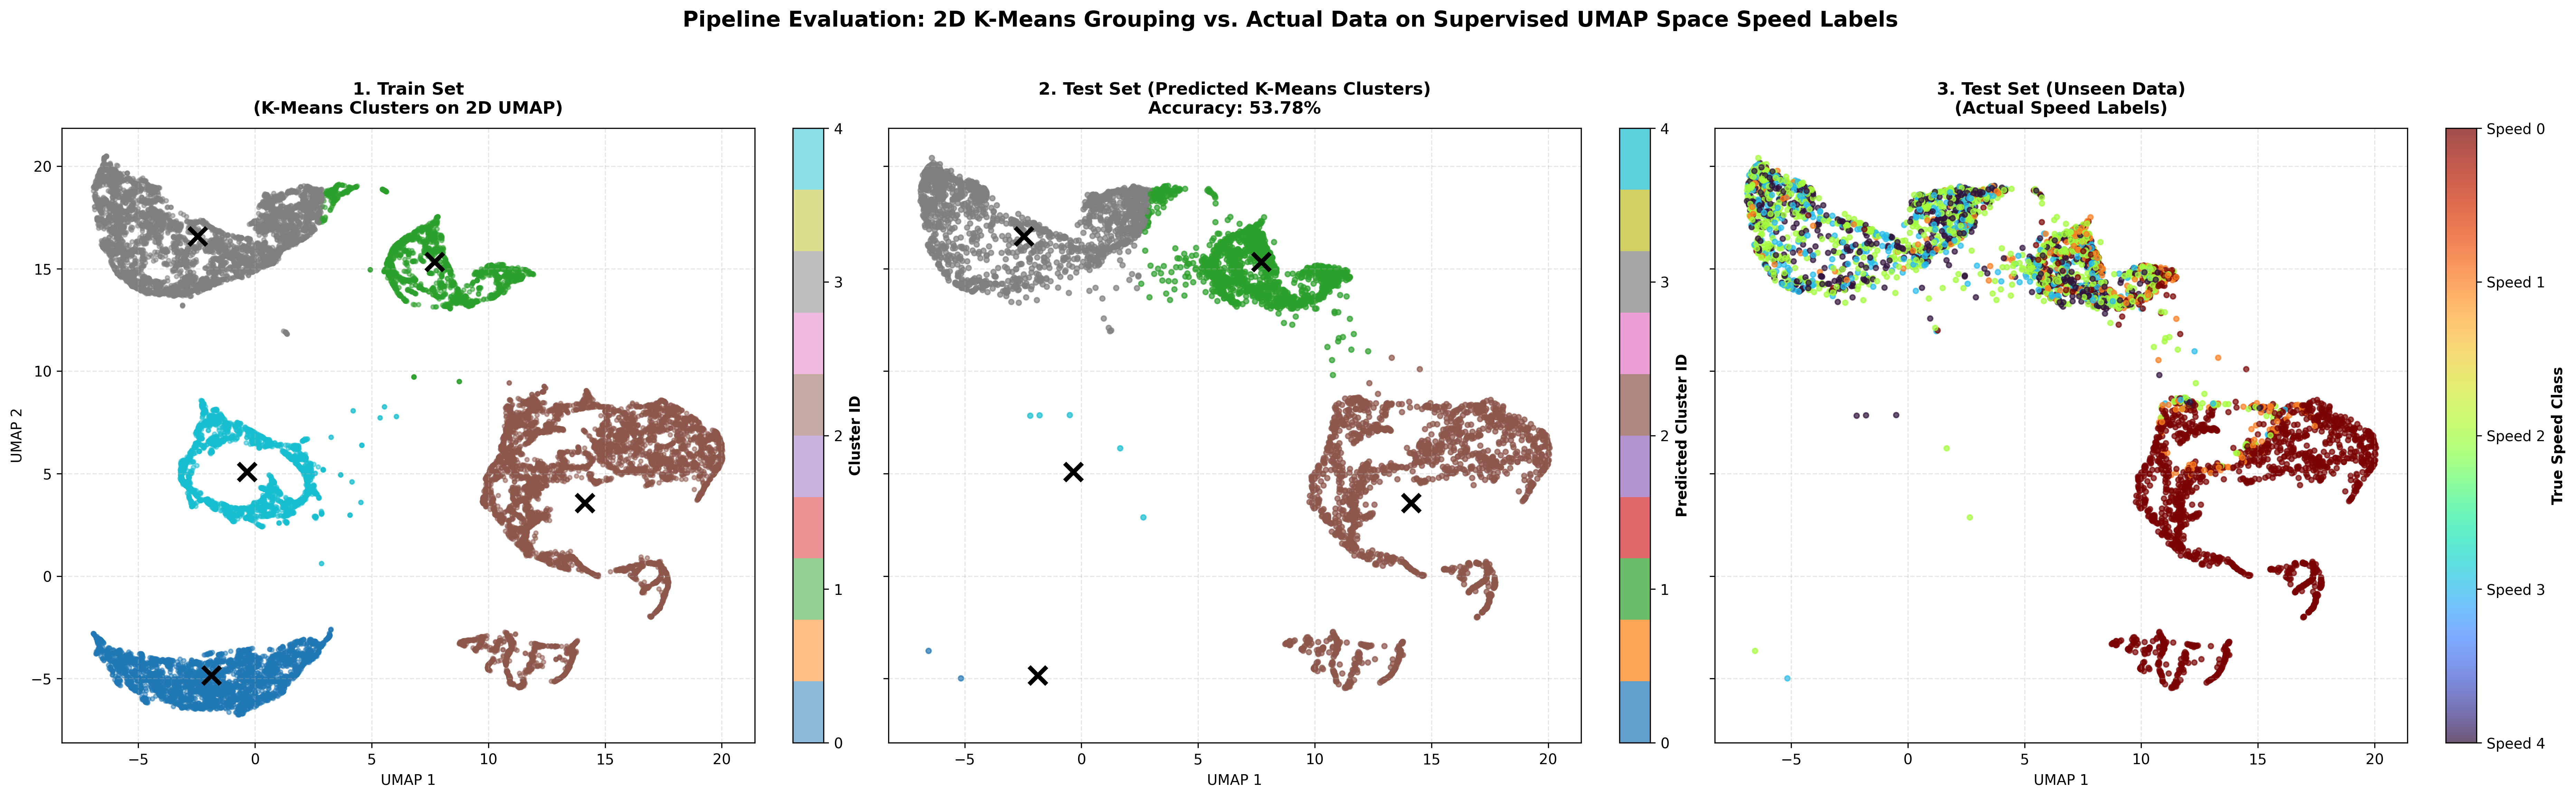 Pipeline Evaluation: 2D K-Means Grouping vs. Actual Data on Supervised UMAP Space Speed Labels
1. Train Set
(K-Means Clusters on 2D UMAP)
20
15
10
5
0
−5
UMAP 2
−5 0 5 10 15 20
UMAP 1
4
3
2
1
0
Cluster ID
2. Test Set (Predicted K-Means Clusters)
Accuracy: 53.78%
−5 0 5 10 15 20
UMAP 1
4
3
2
1
0
Predicted Cluster ID
3. Test Set (Unseen Data)
(Actual Speed Labels)
−5 0 5 10 15 20
UMAP 1
Speed 0
Speed 1
Speed 2
Speed 3
Speed 4
True Speed Class